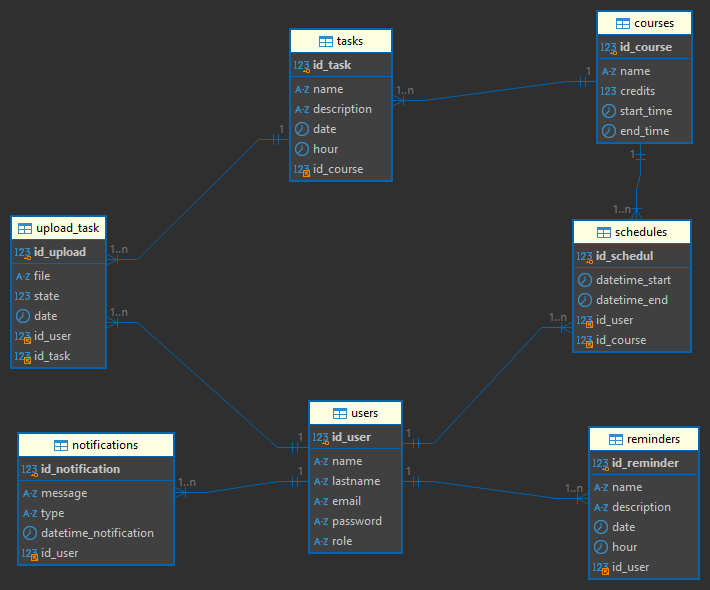 courses
123 id_course
A-Z name
123 credits
start_time
end_time
tasks
123 id_task
A-Z name
A-Z description
date
hour
123 id_course
1
1..n
1
1
1..n
upload_task
123 id_upload
A-Z file
123 state
date
123 id_user
123 id_task
1..n
1..n
schedules
123 id_schedul
datetime_start
datetime_end
123 id_user
123 id_course
1..n
users
123 id_user
A-Z name
A-Z lastname
A-Z email
A-Z password
A-Z role
1
1
1
1
notifications
123 id_notification
A-Z message
A-Z type
datetime_notification
123 id_user
1..n
reminders
123 id_reminder
A-Z name
A-Z description
date
hour
123 id_user
1..n